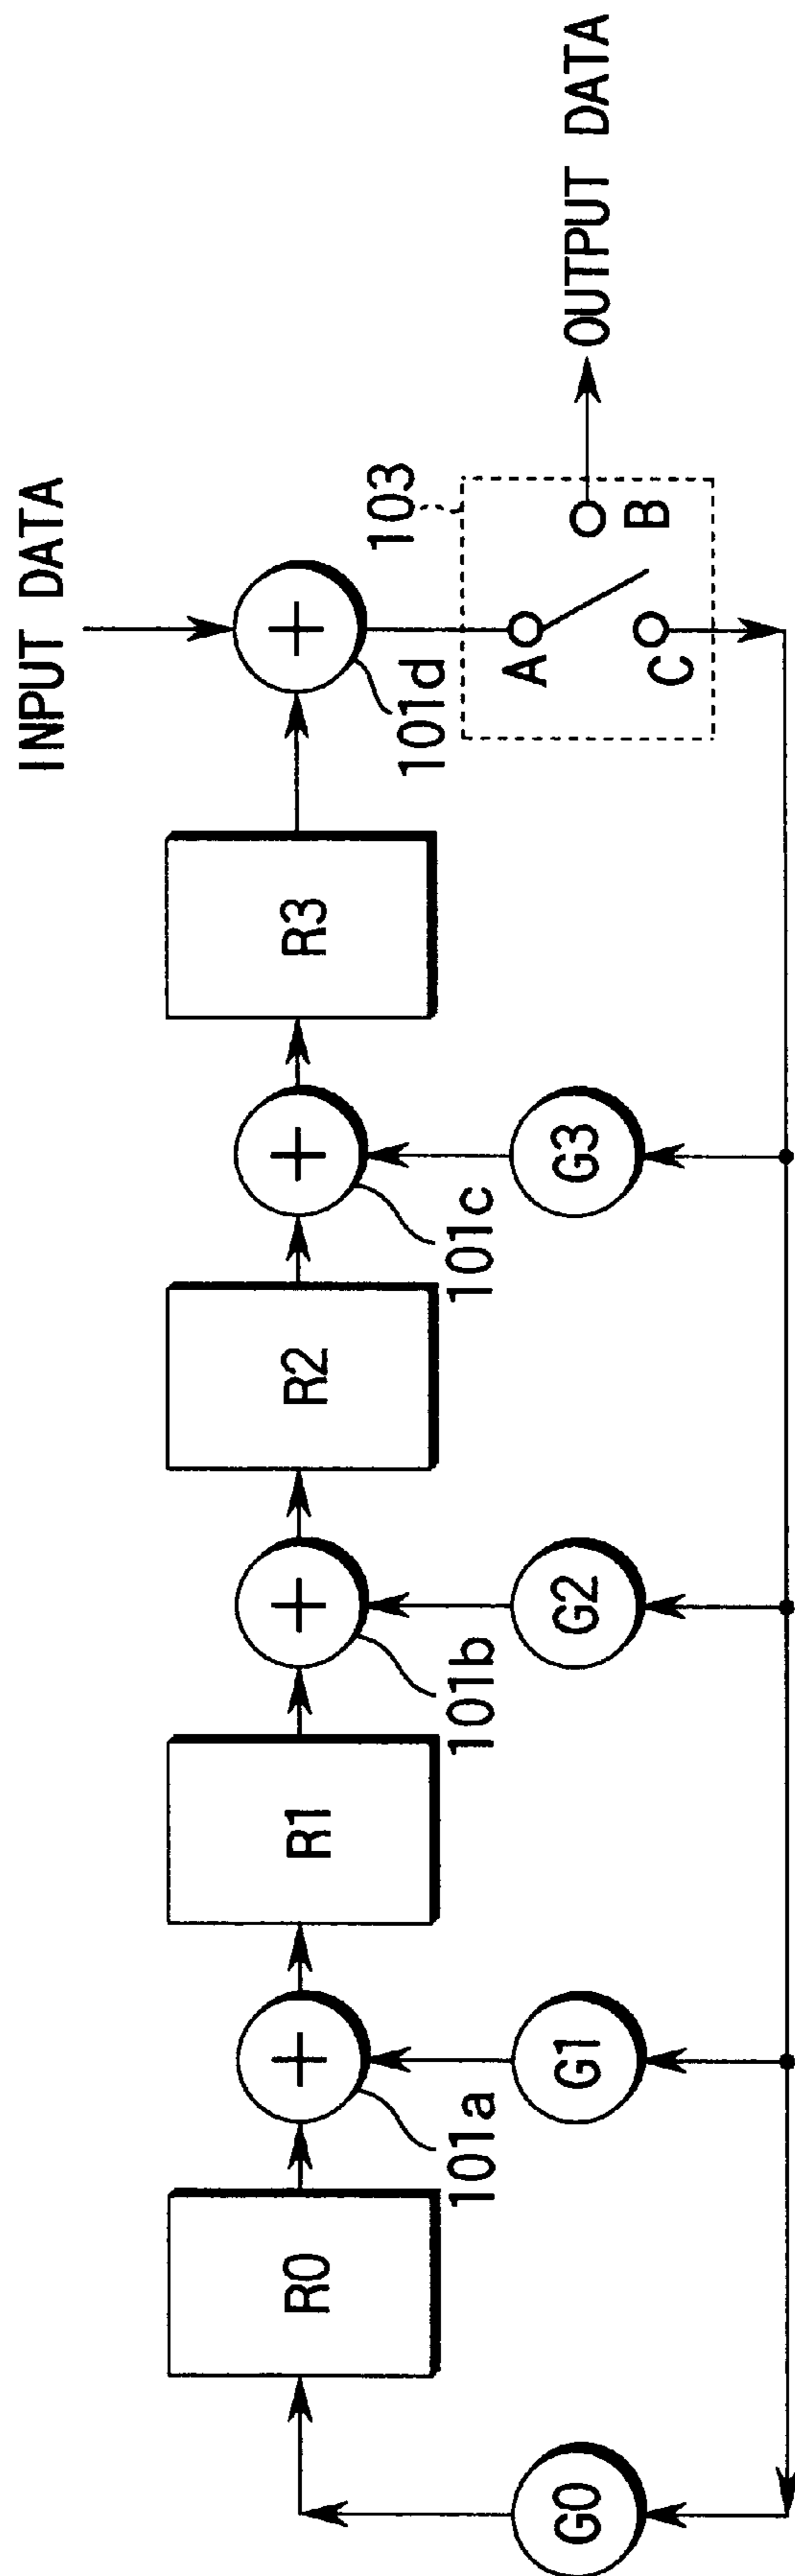 INPUT DATA
OUTPUT DATA
103
A
B
C
101d
R3
101c
G3
R2
101b
G2
R1
101a
G1
R0
G0